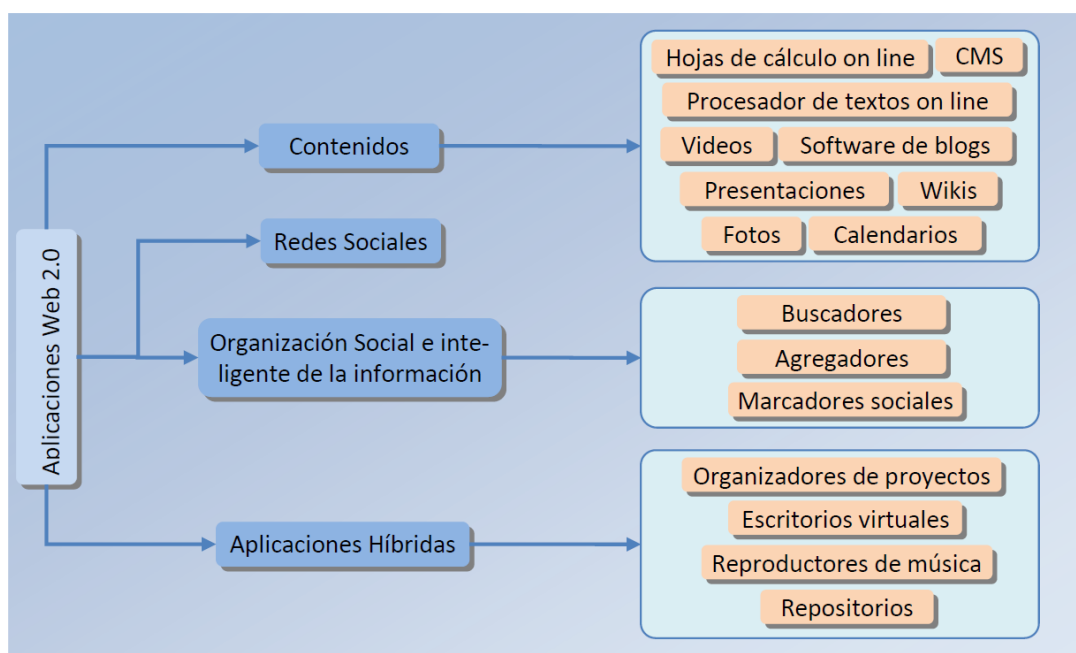 Aplicaciones Web 2.0
Contenidos
Hojas de cálculo on line
CMS
Procesador de textos on line
Videos
Software de blogs
Presentaciones
Wikis
Fotos
Calendarios
Redes Sociales
Organización Social e inte-
ligente de la información
Buscadores
Agregadores
Marcadores sociales
Aplicaciones Híbridas
Organizadores de proyectos
Escritorios virtuales
Reproductores de música
Repositorios